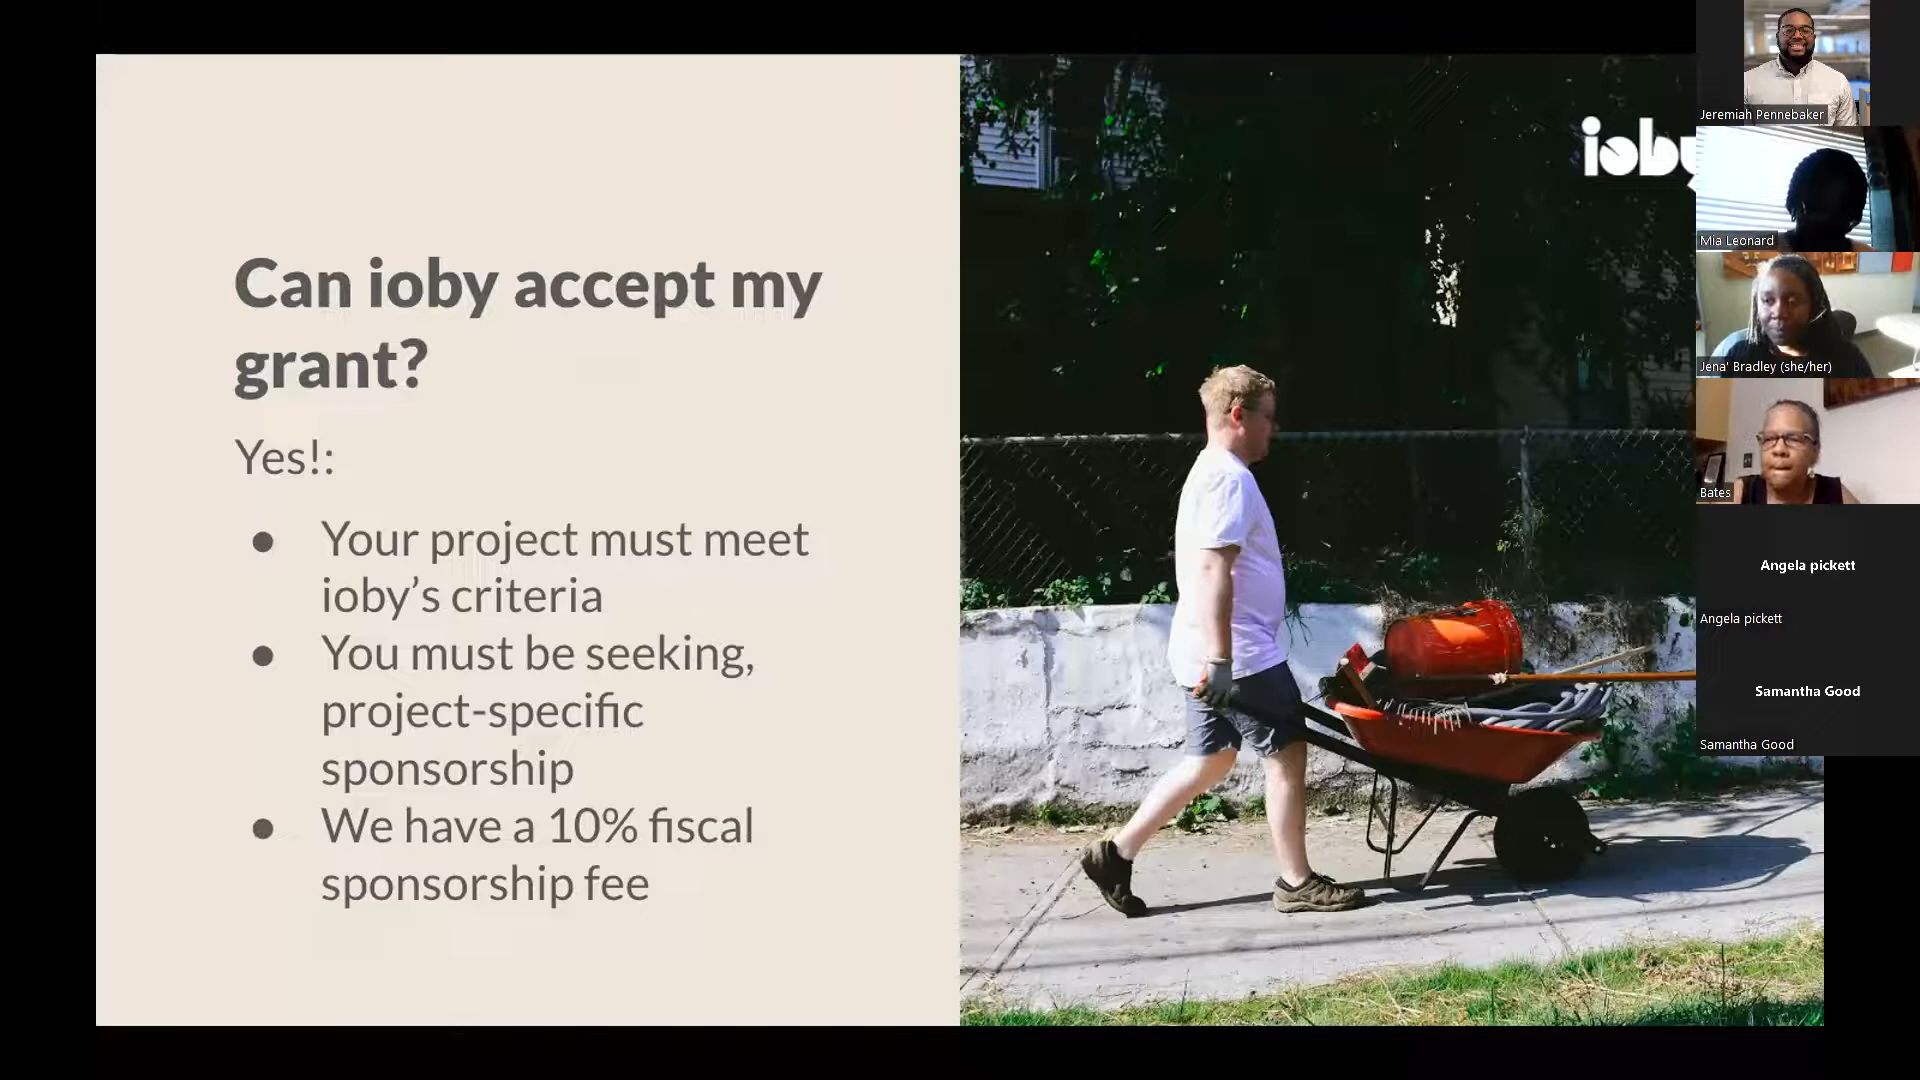 Can ioby accept my
grant?
Yes!:
● Your project must meet
ioby’s criteria
● You must be seeking,
project-specific
sponsorship
● We have a 10% fiscal
sponsorship fee
ioby
Jeremiah Pennebaker
Mia Leonard
Jena' Bradley (she/her)
Bates
Angela pickett
Angela pickett
Samantha Good
Samantha Good